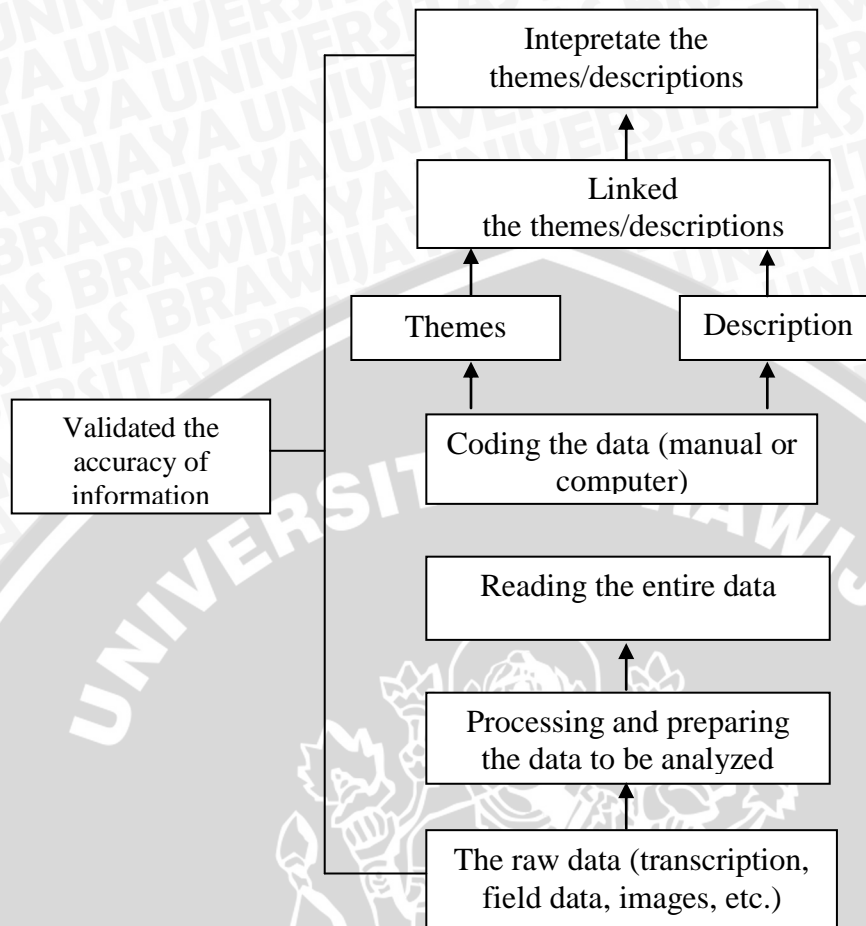 Intepretate the
themes/descriptions
Linked
the themes/descriptions
Themes
Description
Validated the
accuracy of
information
Coding the data (manual or
computer)
Reading the entire data
Processing and preparing
the data to be analyzed
The raw data (transcription,
field data, images, etc.)
UNIVERSITAS BRAWIJ